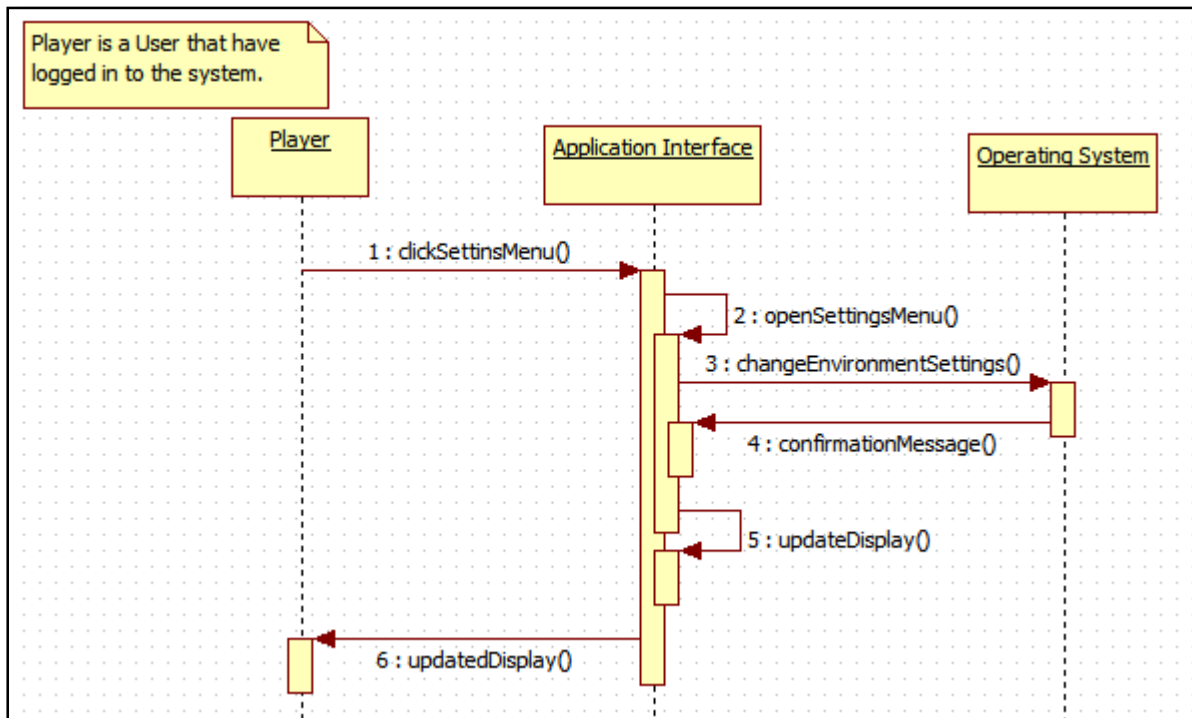 Player is a User that have
logged in to the system.
Player
Application Interface
Operating System
1 : clickSettinsMenu()
2 : openSettingsMenu()
3 : changeEnvironmentSettings()
4 : confirmationMessage()
5 : updateDisplay()
6 : updatedDisplay()